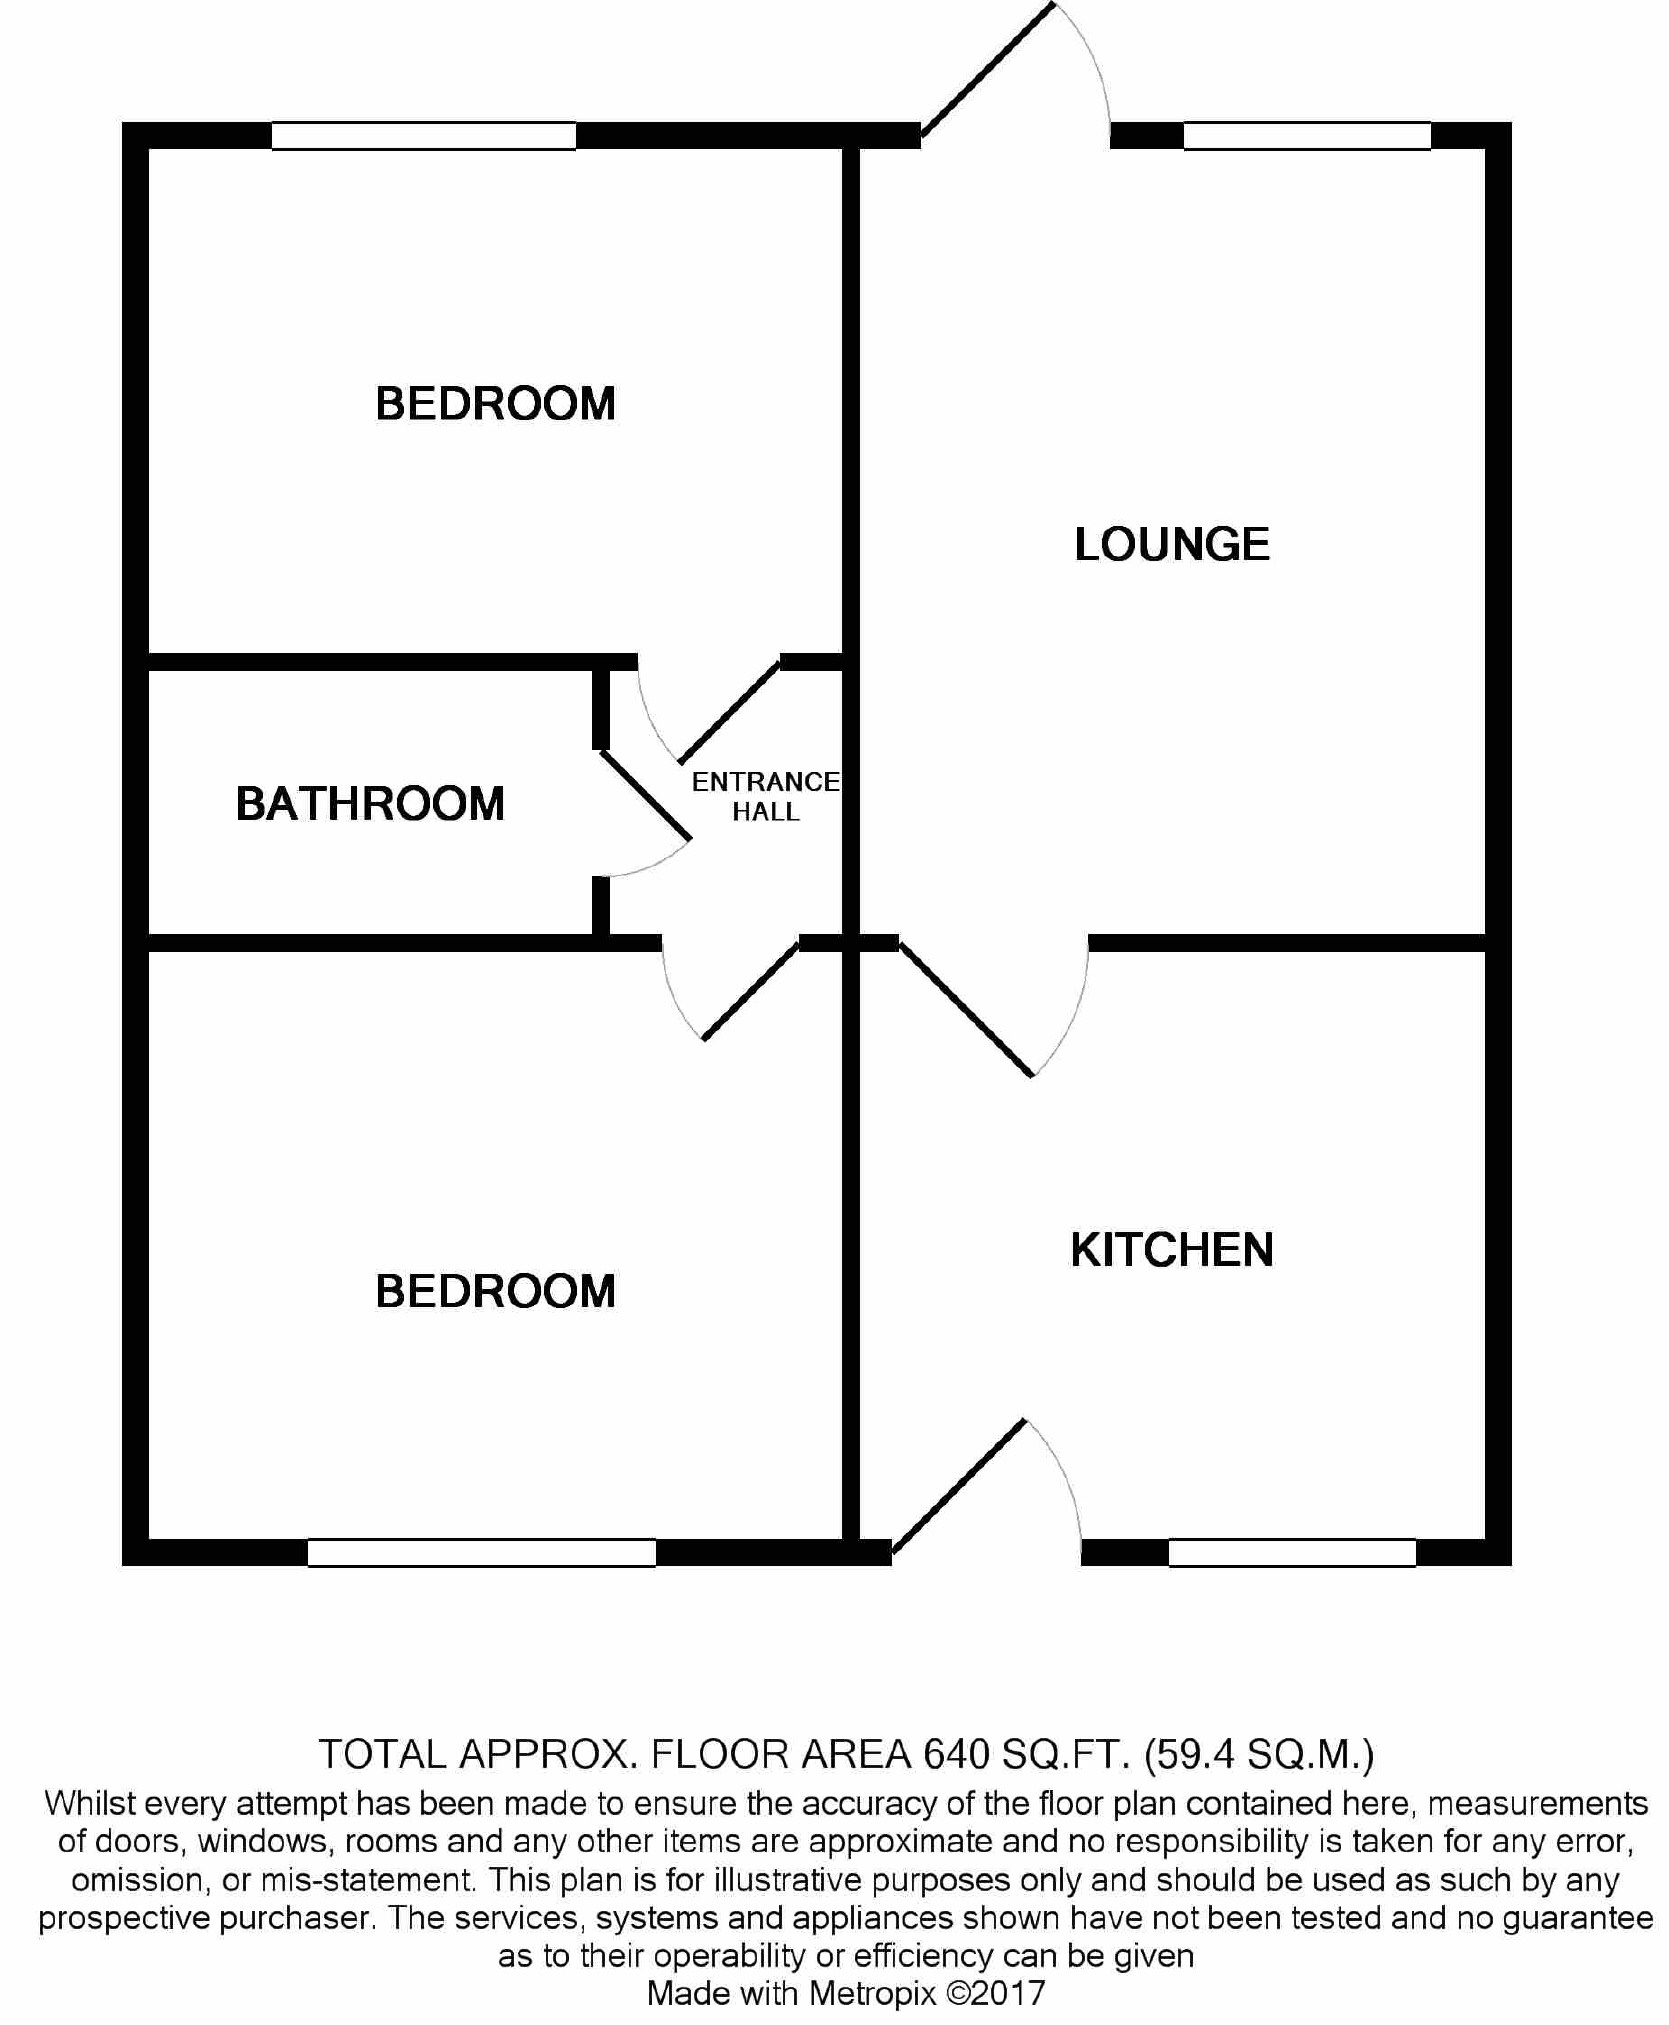 BEDROOM
LOUNGE
BATHROOM
ENTRANCE
HALL
BEDROOM
KITCHEN
TOTAL APPROX. FLOOR AREA 640 SQ.FT. (59.4 SQ.M.)
Whilst every attempt has been made to ensure the accuracy of the floor plan contained here, measurements
of doors, windows, rooms and any other items are approximate and no responsibility is taken for any error,
omission, or mis-statement. This plan is for illustrative purposes only and should be used as such by any
prospective purchaser. The services, systems and appliances shown have not been tested and no guarantee
as to their operability or efficiency can be given
Made with Metropix ©2017